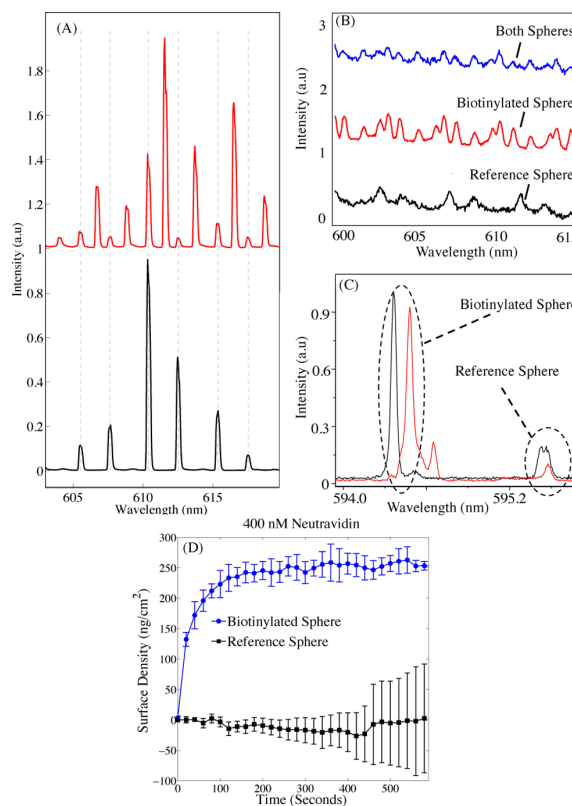 (A)
1.8
1.6
1.4
1.2
1
0.8
0.6
0.4
0.2
0
Intensity (a.u)
605
610
615
Wavelength (nm)
(B)
3
2
1
0
Intensity (a.u)
Both Spheres
Biotinylated Sphere
Reference Sphere
600
605
610
61
Wavelength (nm)
(C)
0.9
0.6
0.3
0
Intensity (a.u)
Biotinylated Sphere
Reference Sphere
594.0
595.2
Wavelength (nm)
400 nM Neutravidin
(D)
300
250
200
150
100
50
0
−50
−100
Surface Density (ng/cm²)
Biotinylated Sphere
Reference Sphere
0
100
200
300
400
500
Time (Seconds)